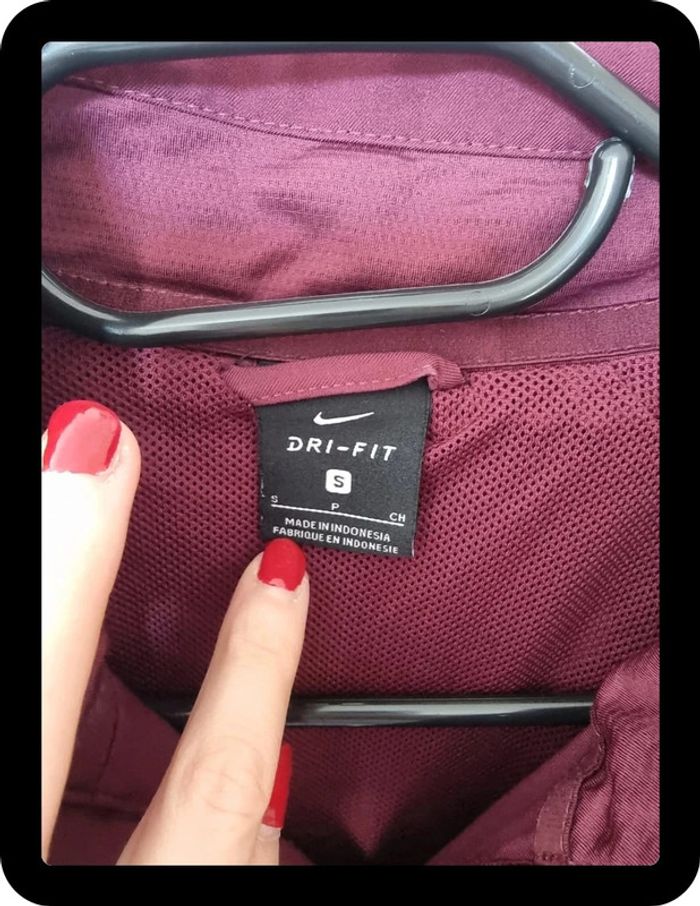 DRI-FIT
S
S P CH
MADE IN INDONESIA
FABRIQUE EN INDONESIE